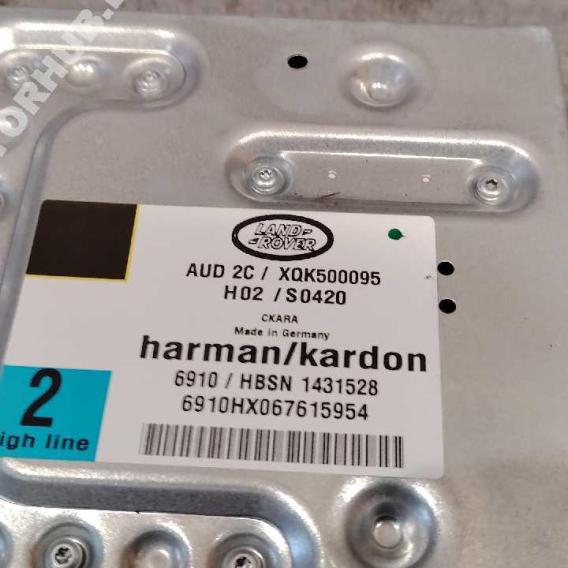 LAND-
-ROVER
AUD 2C / XQK500095
H02 / S0420
CKARA
Made in Germany
harman/kardon
6910 / HBSN 1431528
6910HX067615954
2
igh line